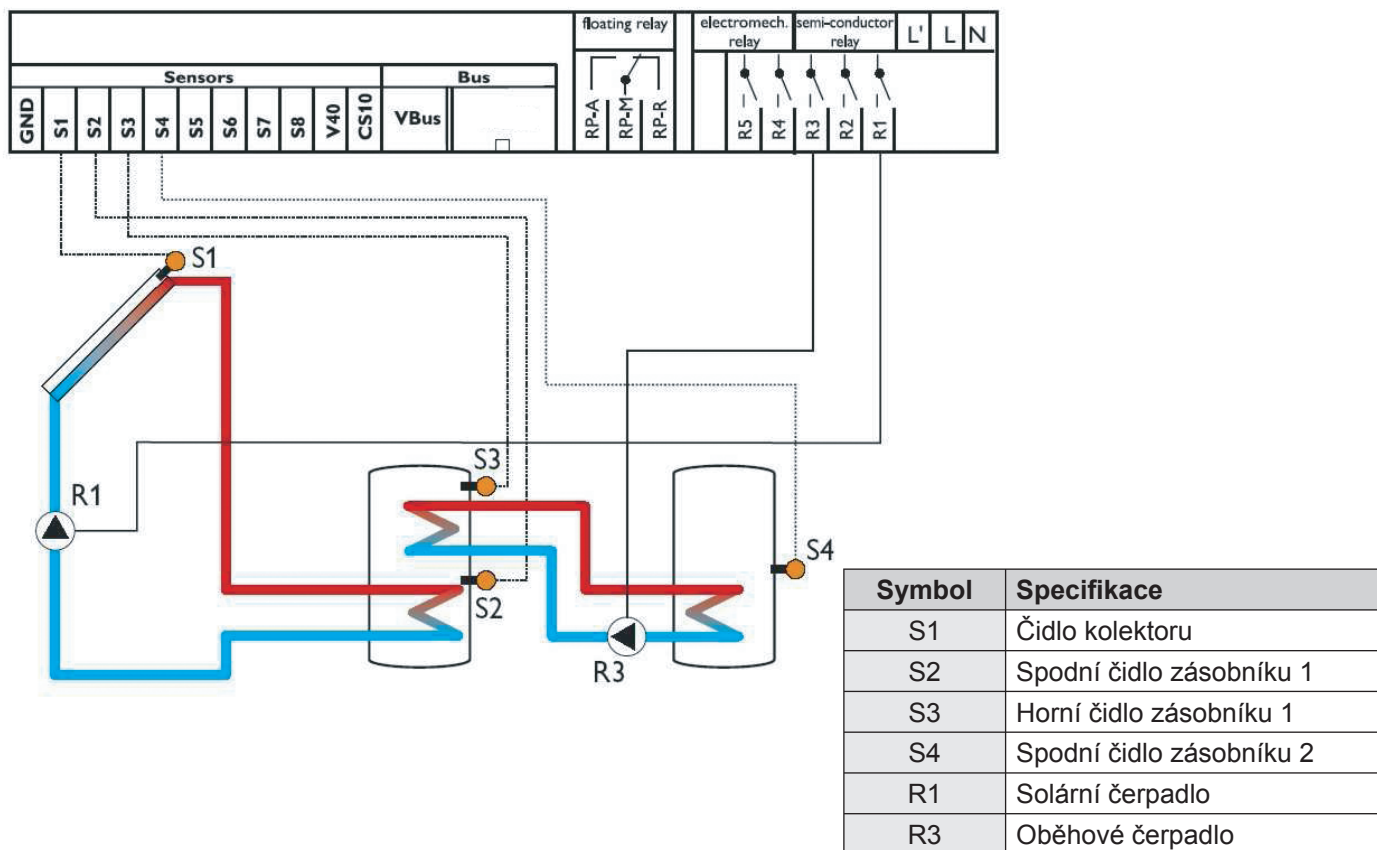 floating relay
electromech. relay
semi-conductor relay
L' L N
Sensors
Bus
GND S1 S2 S3 S4 S5 S6 S7 S8 V40 CS10
VBus
RP-A RP-M RP-R
R5 R4 R3 R2 R1
S1
R1
S3
S2
S4
R3
Symbol Specifikace
S1 Čidlo kolektoru
S2 Spodní čidlo zásobníku 1
S3 Horní čidlo zásobníku 1
S4 Spodní čidlo zásobníku 2
R1 Solární čerpadlo
R3 Oběhové čerpadlo